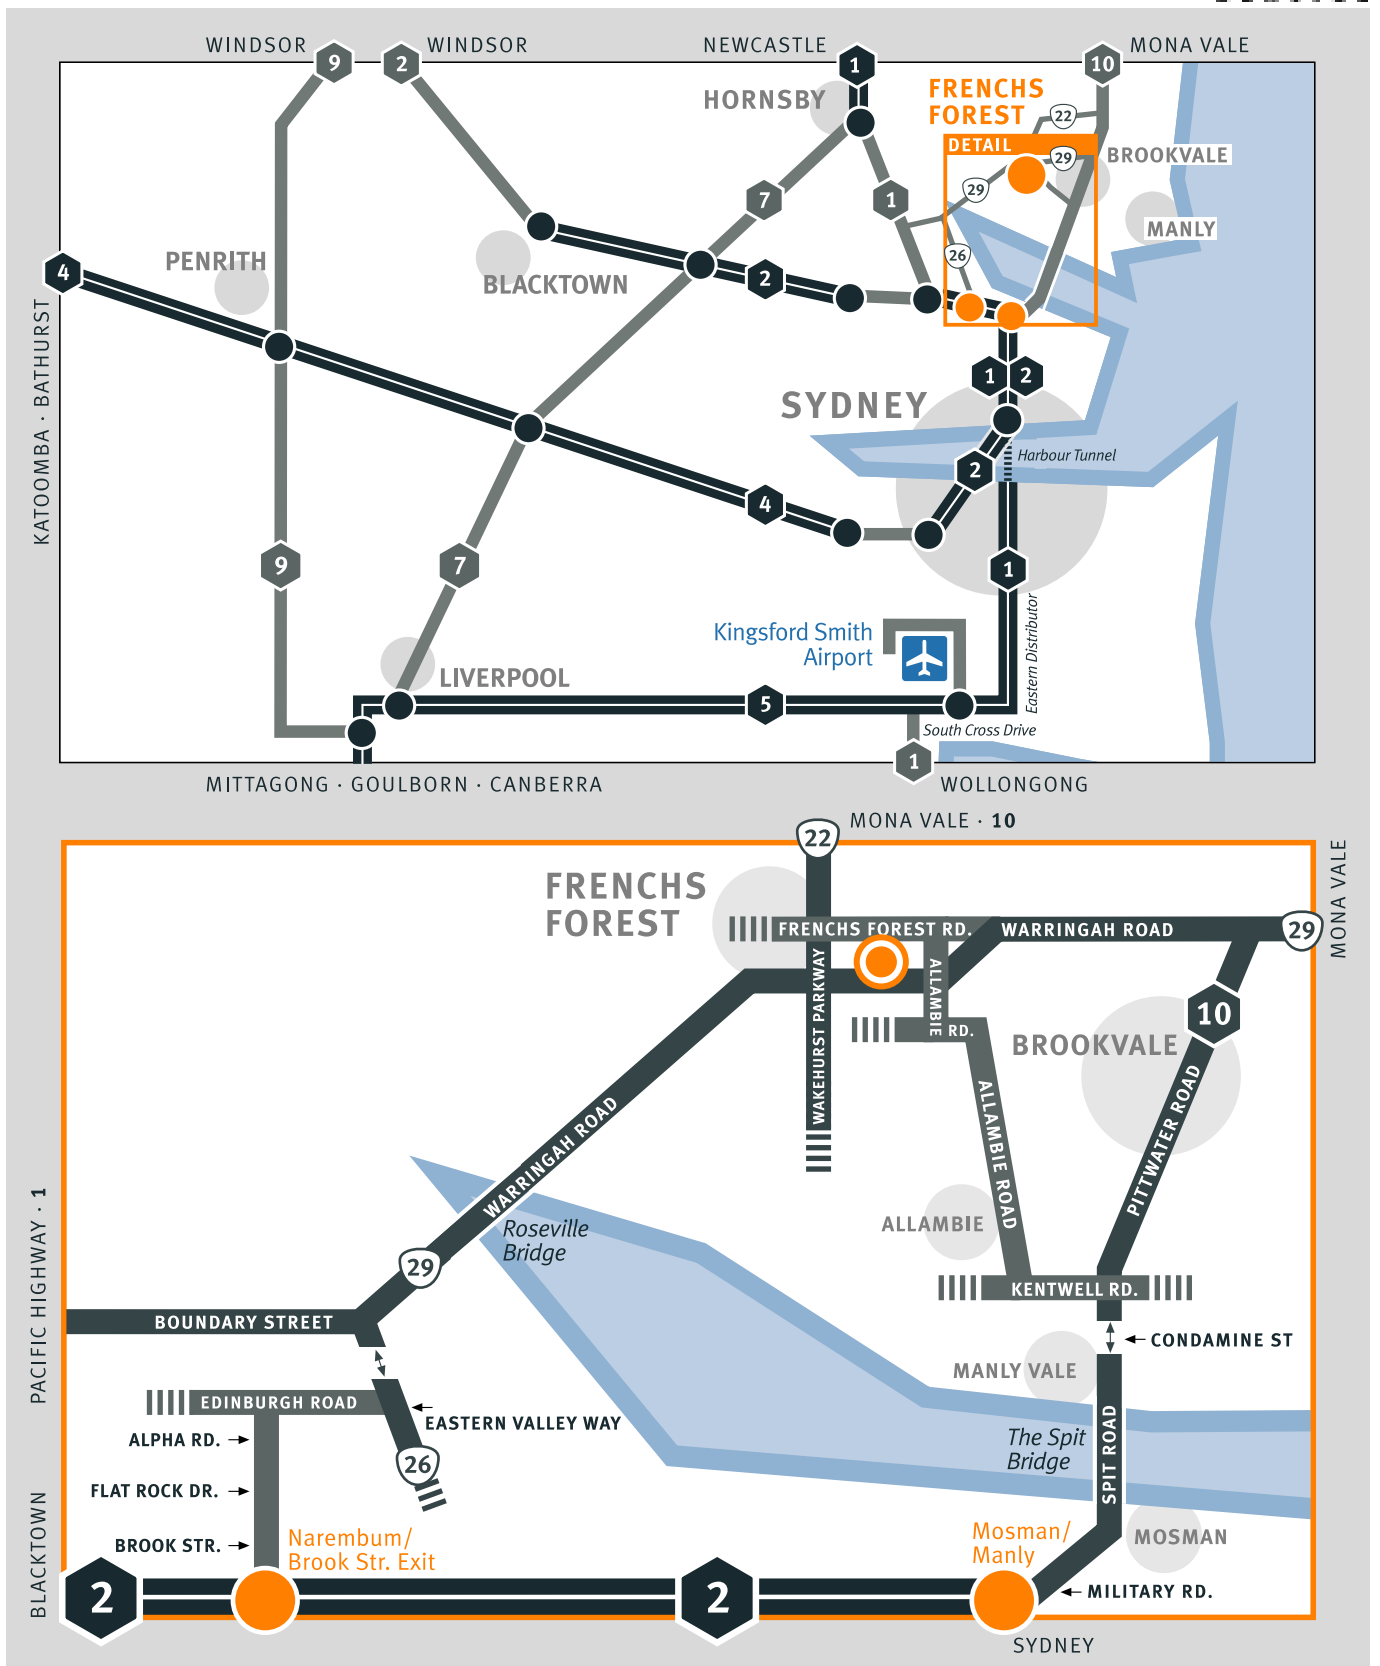 WINDSOR
9
2
WINDSOR
NEWCASTLE
1
10
MONA VALE
HORNSBY
FRENCHS
FOREST
22
DETAIL
29
BROOKVALE
29
7
1
MANLY
26
PENRITH
4
BLACKTOWN
2
KATOOMBA · BATHURST
1
2
SYDNEY
Harbour Tunnel
2
4
9
7
1
Kingsford Smith
Airport
Eastern Distributor
LIVERPOOL
5
South Cross Drive
1
MITTAGONG · GOULBORN · CANBERRA
WOLLONGONG
MONA VALE · 10
22
MONA VALE
FRENCHS
FOREST
FRENCHS FOREST RD.
WARRINGAH ROAD
29
WAKEHURST PARKWAY
ALLAMBIE
RD.
10
BROOKVALE
WARRINGAH ROAD
ALLAMBIE ROAD
PITTWATER ROAD
PACIFIC HIGHWAY · 1
ALLAMBIE
Roseville
Bridge
29
KENTWELL RD.
BOUNDARY STREET
CONDAMINE ST
MANLY VALE
EDINBURGH ROAD
EASTERN VALLEY WAY
ALPHA RD.
26
The Spit
Bridge
SPIT ROAD
FLAT ROCK DR.
BLACKTOWN
BROOK STR.
Narembum/
Brook Str. Exit
Mosman/
Manly
MOSMAN
2
2
MILITARY RD.
SYDNEY